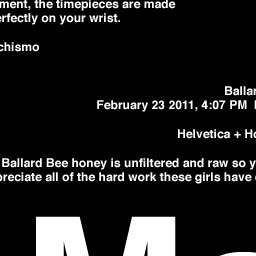 ment, the timepieces are made
erfectly on your wrist.
chismo
Ballar
February 23 2011, 4:07 PM
Helvetica + Ho
Ballard Bee honey is unfiltered and raw so y
preciate all of the hard work these girls have
M